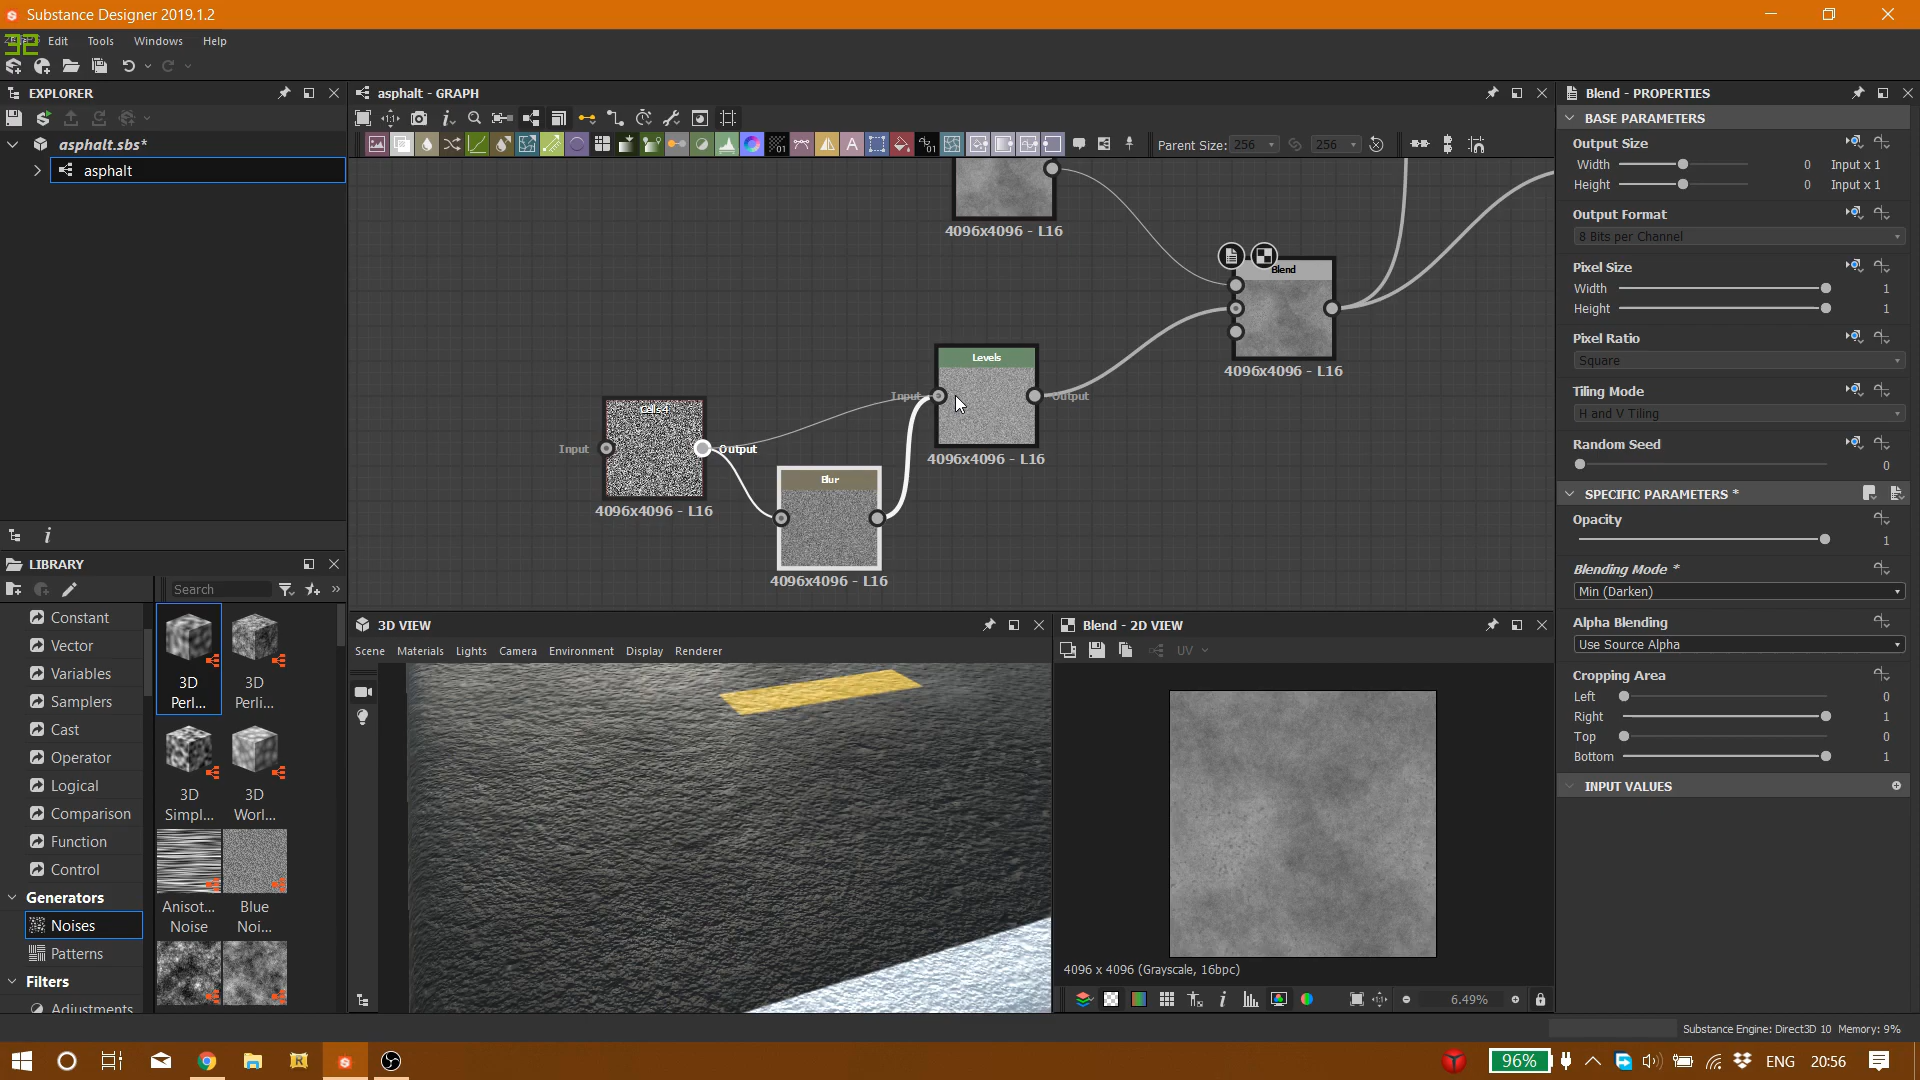 Substance Designer 2019.1.2
32
Edit
Tools
Windows
Help
EXPLORER
asphalt.sbs*
asphalt
asphalt - GRAPH
Parent Size:
256
256
4096x4096 - L16
Blend
4096x4096 - L16
Levels
Input
Output
4096x4096 - L16
Cells 4
Input
Output
4096x4096 - L16
Blur
4096x4096 - L16
LIBRARY
Search
Constant
Vector
Variables
Samplers
Cast
Operator
Logical
Comparison
Function
Control
Generators
Noises
Patterns
Filters
Adjustments
3D
Perl...
3D
Perli...
3D
Simpl...
3D
Worl...
Anisot...
Noise
Blue
Noi...
3D VIEW
Scene
Materials
Lights
Camera
Environment
Display
Renderer
Blend - 2D VIEW
UV
4096 x 4096 (Grayscale, 16bpc)
6.49%
Blend - PROPERTIES
BASE PARAMETERS
Output Size
Width 0 Input x 1
Height 0 Input x 1
Output Format
8 Bits per Channel
Pixel Size
Width 1
Height 1
Pixel Ratio
Square
Tiling Mode
H and V Tiling
Random Seed
0
SPECIFIC PARAMETERS *
Opacity
1
Blending Mode *
Min (Darken)
Alpha Blending
Use Source Alpha
Cropping Area
Left 0
Right 1
Top 0
Bottom 1
INPUT VALUES
Substance Engine: Direct3D 10 Memory: 9%
96%
ENG
20:56